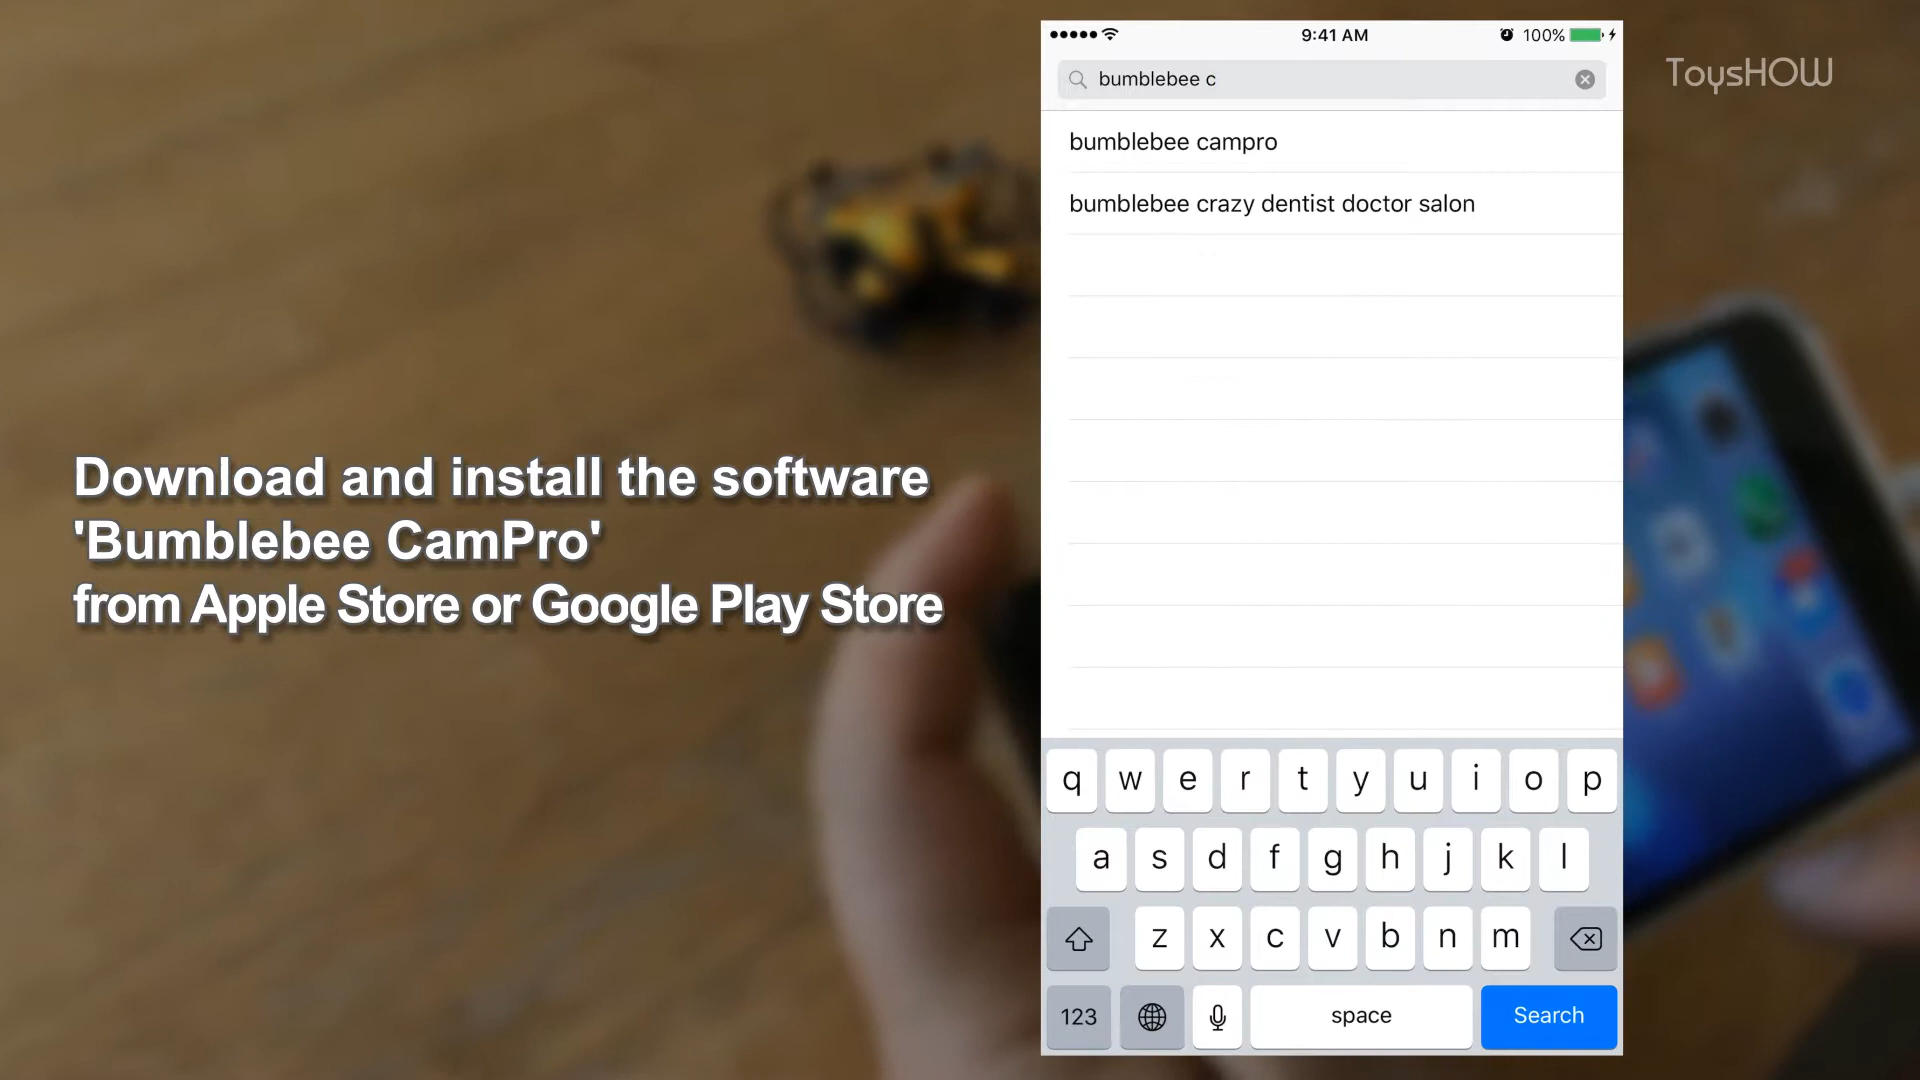 9:41 AM
100%
ToysHOW
bumblebee c
bumblebee campro
bumblebee crazy dentist doctor salon
Download and install the software
'Bumblebee CamPro'
from Apple Store or Google Play Store
q w e r t y u i o p
a s d f g h j k l
z x c v b n m
123 space Search